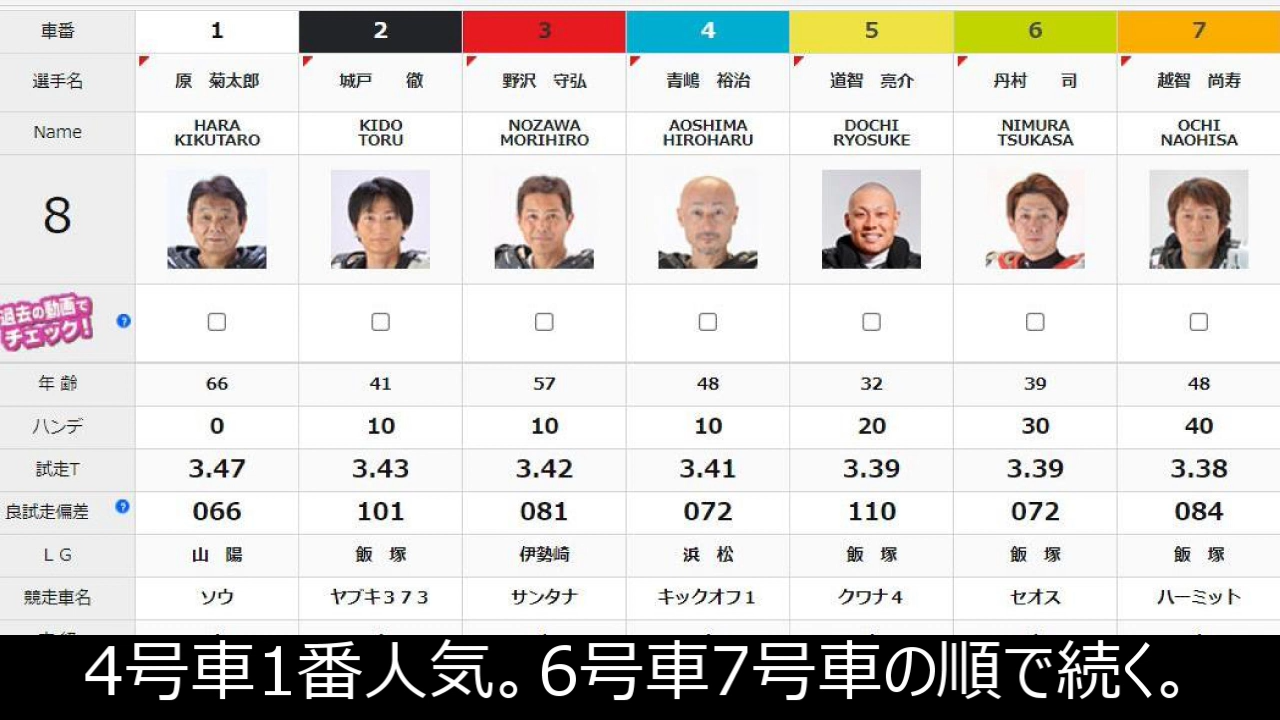 車番 1 2 3 4 5 6 7
選手名 原 菊太郎 城戸 徹 野沢 守弘 青嶋 裕治 道智 亮介 丹村 司 越智 尚寿
Name HARA KIDO NOZAWA AOSHIMA DOCHI NIMURA OCHI
KIKUTARO TORU MORIHIRO HIROHARU RYOSUKE TSUKASA NAOHISA
8
過去の動画で
チェック! ?
年齢 66 41 57 48 32 39 48
ハンデ 0 10 10 10 20 30 40
試走T 3.47 3.43 3.42 3.41 3.39 3.39 3.38
良試走偏差 ? 066 101 081 072 110 072 084
LG 山陽 飯塚 伊勢崎 浜松 飯塚 飯塚 飯塚
競走車名 ソウ ヤブキ373 サンタナ キックオフ1 クワナ4 セオス ハーミット
4号車1番人気。6号車7号車の順で続く。